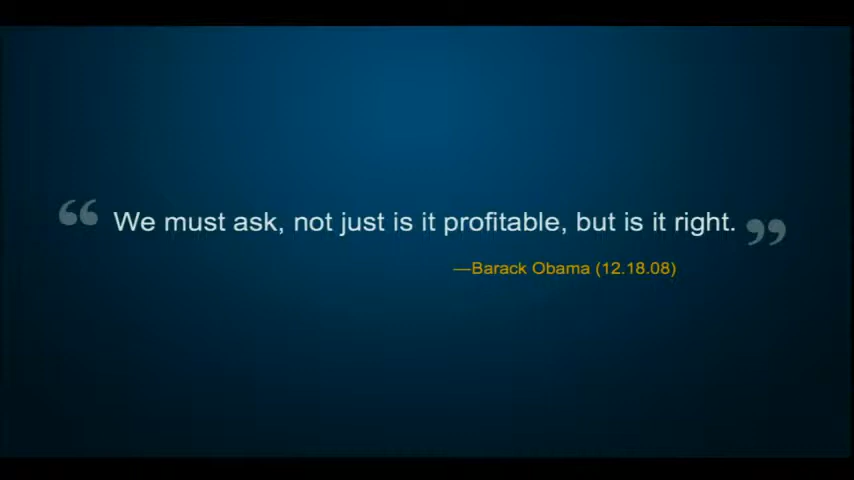 “ We must ask, not just is it profitable, but is it right. ”
—Barack Obama (12.18.08)